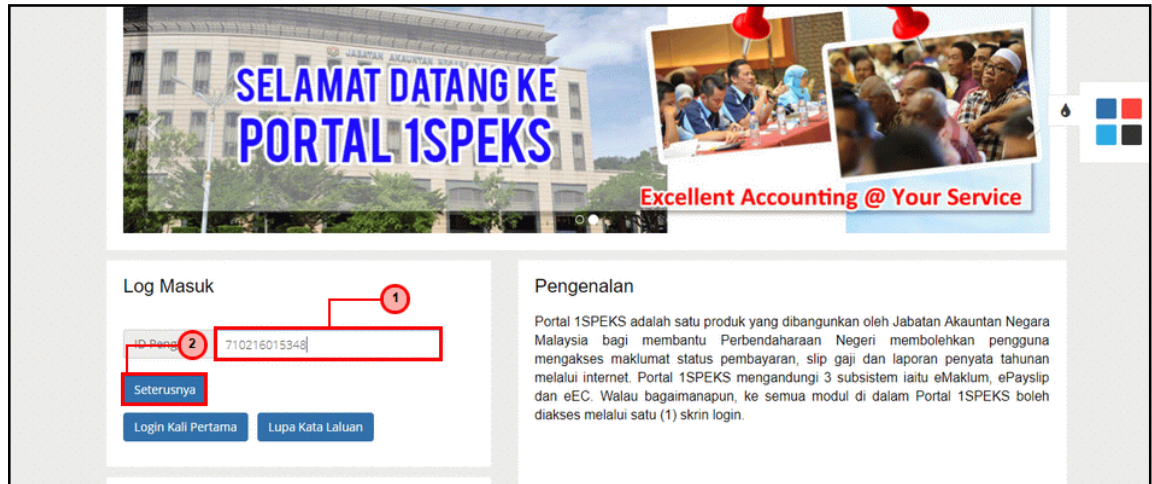 JABATAN AKAUNTAN NEGARA
SELAMAT DATANG KE
PORTAL 1SPEKS
Excellent Accounting @ Your Service
Log Masuk
1
2
710216015348
Seterusnya
Login Kali Pertama
Lupa Kata Laluan
Pengenalan
Portal 1SPEKS adalah satu produk yang dibangunkan oleh Jabatan Akauntan Negara
Malaysia bagi membantu Perbendaharaan Negeri membolehkan pengguna
mengakses maklumat status pembayaran, slip gaji dan laporan penyata tahunan
melalui internet. Portal 1SPEKS mengandungi 3 subsistem iaitu eMaklum, ePayslip
dan eEC. Walau bagaimanapun, ke semua modul di dalam Portal 1SPEKS boleh
diakses melalui satu (1) skrin login.